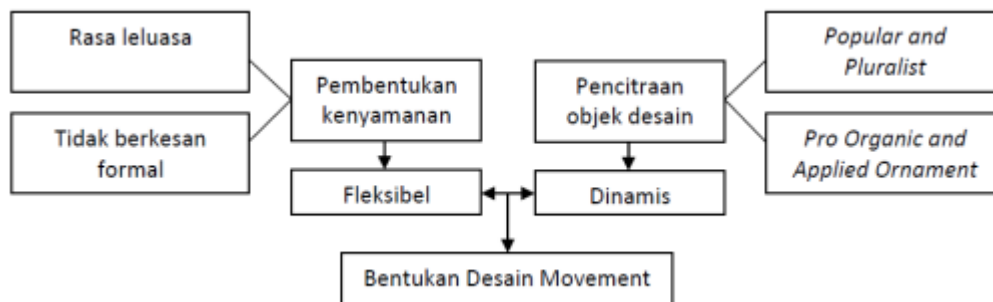 Rasa leluasa
Tidak berkesan
formal
Pembentukan
kenyamanan
Fleksibel
Pencitraan
objek desain
Dinamis
Popular and
Pluralist
Pro Organic and
Applied Ornament
Bentukan Desain Movement